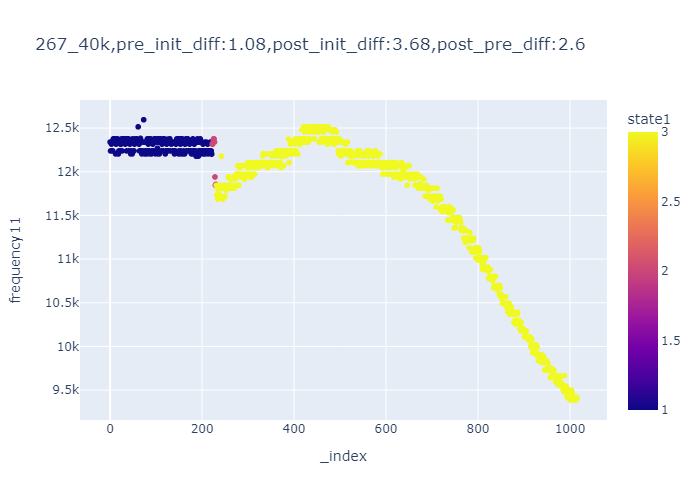 267_40k,pre_init_diff:1.08,post_init_diff:3.68,post_pre_diff:2.6
state1
12.5k
12k
11.5k
11k
10.5k
10k
9.5k
frequency11
0
200
400
600
800
1000
_index
3
2.5
2
1.5
1